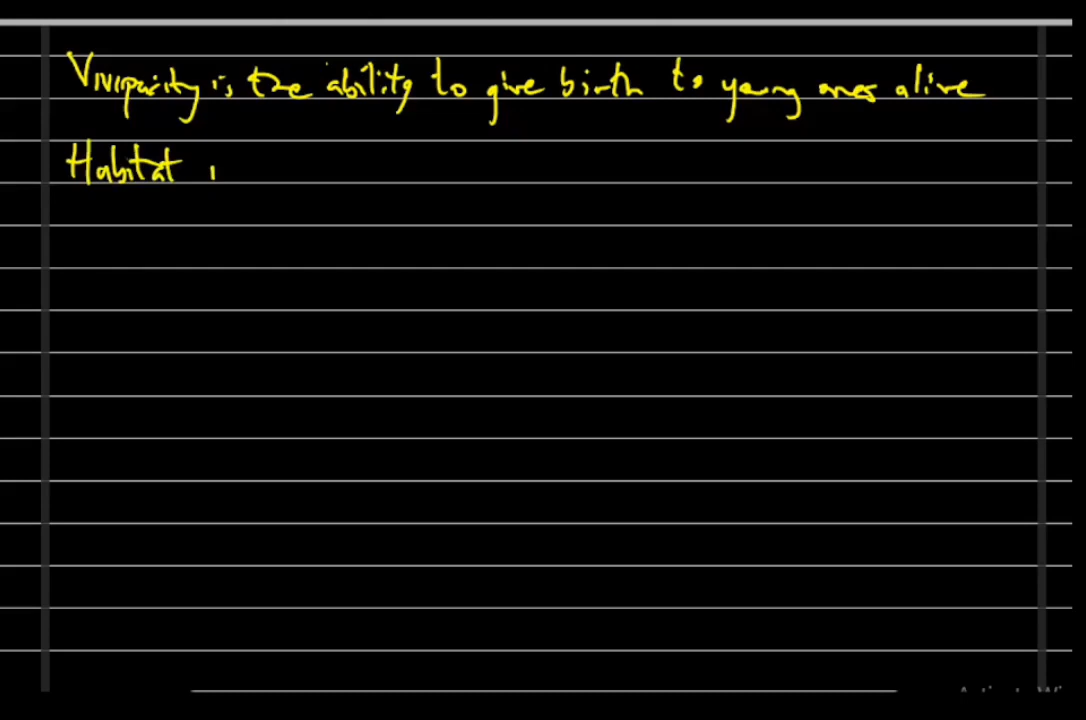 Viviparity is the ability to give birth to young ones alive
Habitat